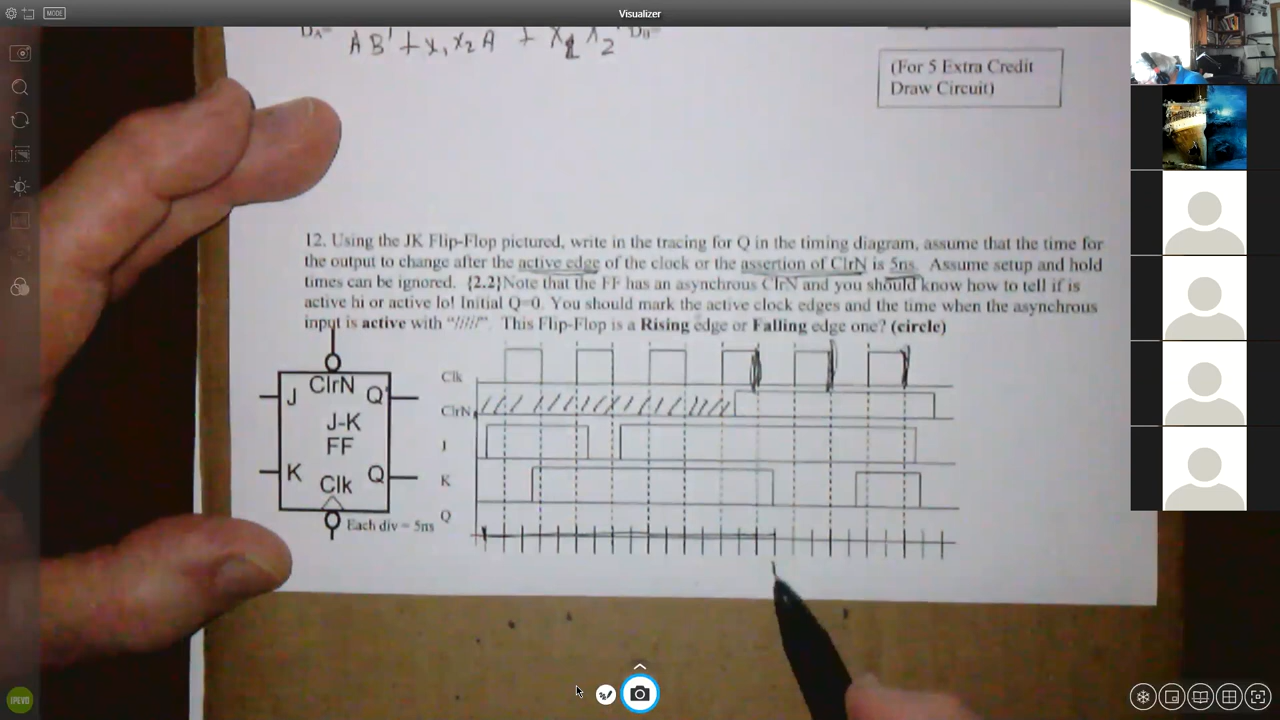 MODE
Visualizer
AB' + X₁X₂A + X₁X₂'
(For 5 Extra Credit
Draw Circuit)
12. Using the JK Flip-Flop pictured, write in the tracing for Q in the timing diagram, assume that the time for
the output to change after the active edge of the clock or the assertion of ClrN is 5ns. Assume setup and hold
times can be ignored. {2.2}Note that the FF has an asynchronous ClrN and you should know how to tell if is
active hi or active lo! Initial Q=0. You should mark the active clock edges and the time when the asynchronous
input is active with "/////". This Flip-Flop is a Rising edge or Falling edge one? (circle)
J ClrN Q'
J-K
FF
K Clk Q
Each div = 5ns
Clk
ClrN
J
K
Q
IPEVO